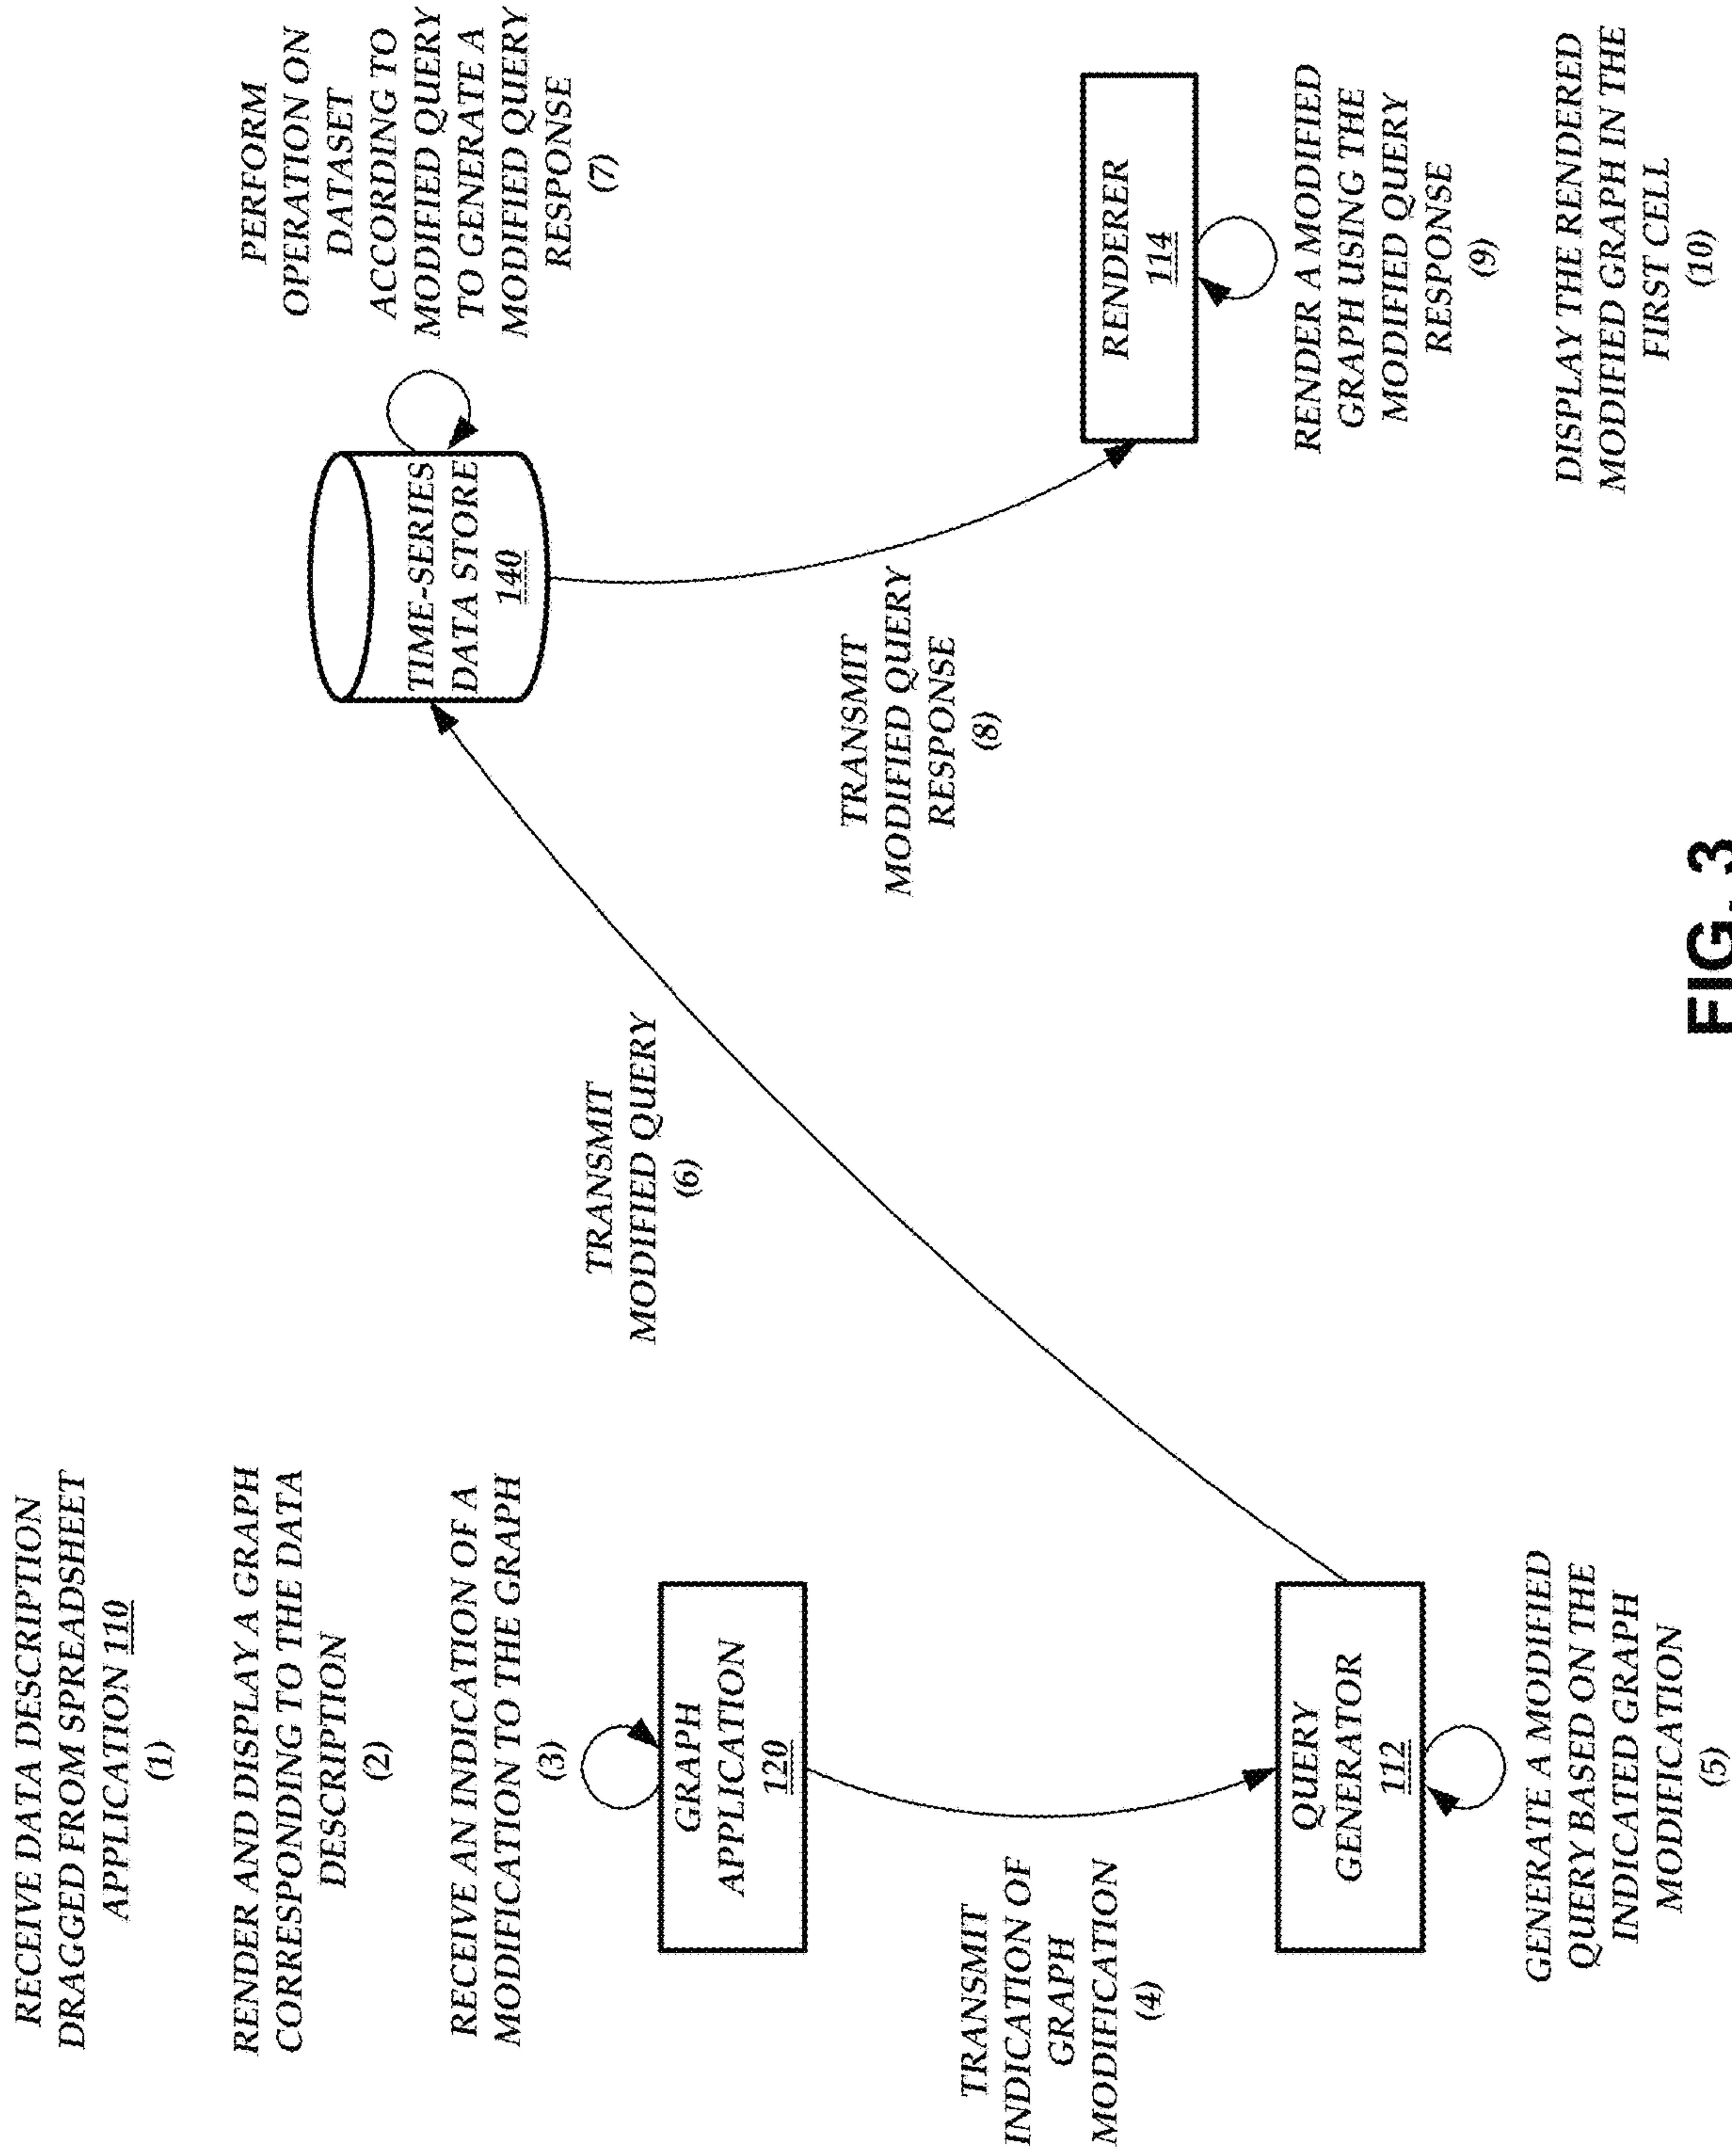 RECEIVE DATA DESCRIPTION
DRAGGED FROM SPREADSHEET
APPLICATION 110
(1)
RENDER AND DISPLAY A GRAPH
CORRESPONDING TO THE DATA
DESCRIPTION
(2)
RECEIVE AN INDICATION OF A
MODIFICATION TO THE GRAPH
(3)
GRAPH
APPLICATION
120
TRANSMIT
INDICATION OF
GRAPH
MODIFICATION
(4)
QUERY
GENERATOR
112
GENERATE A MODIFIED
QUERY BASED ON THE
INDICATED GRAPH
MODIFICATION
(5)
TRANSMIT
MODIFIED QUERY
(6)
TIME-SERIES
DATA STORE
140
PERFORM
OPERATION ON
DATASET
ACCORDING TO
MODIFIED QUERY
TO GENERATE A
MODIFIED QUERY
RESPONSE
(7)
TRANSMIT
MODIFIED QUERY
RESPONSE
(8)
RENDERER
114
RENDER A MODIFIED
GRAPH USING THE
MODIFIED QUERY
RESPONSE
(9)
DISPLAY THE RENDERED
MODIFIED GRAPH IN THE
FIRST CELL
(10)
FIG. 3